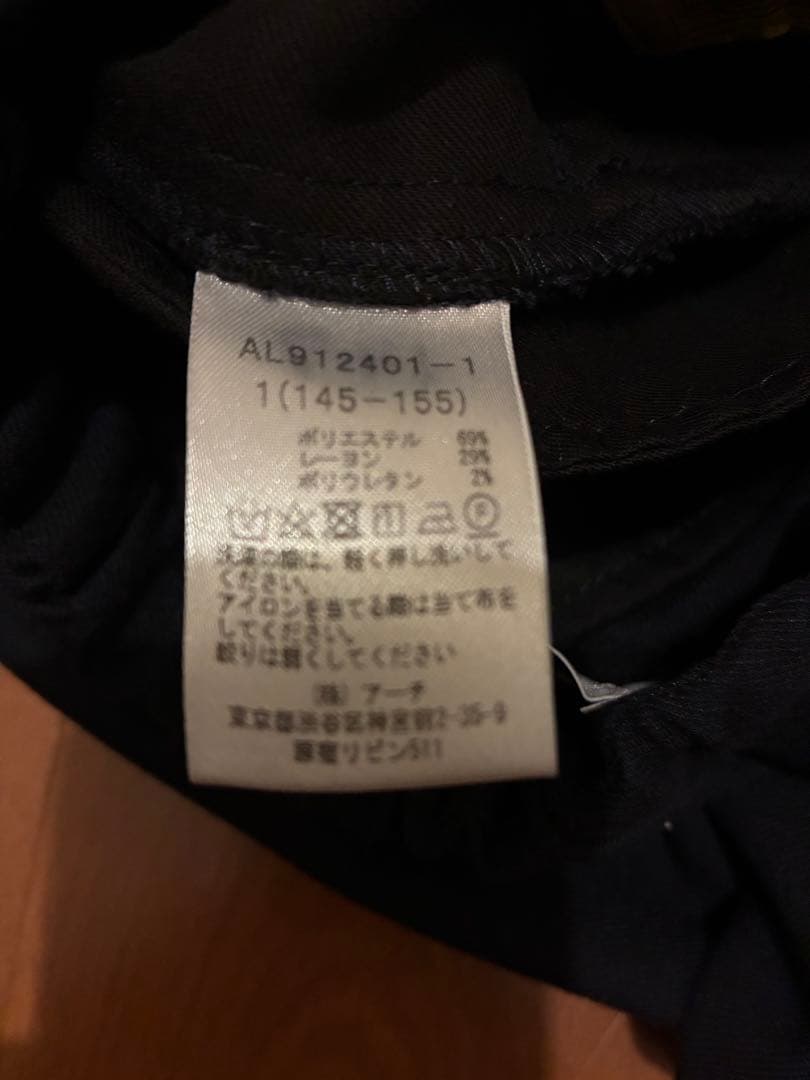 AL912401-1
1(145-155)
ポリエステル 69%
レーヨン 29%
ポリウレタン 2%
洗濯の際は、軽く押し洗いして
ください。
アイロンを当てる際は当て布を
してください。
絞りは弱くしてください
(株) アーチ
東京都渋谷区神宮前2-35-9
原宿リビン511